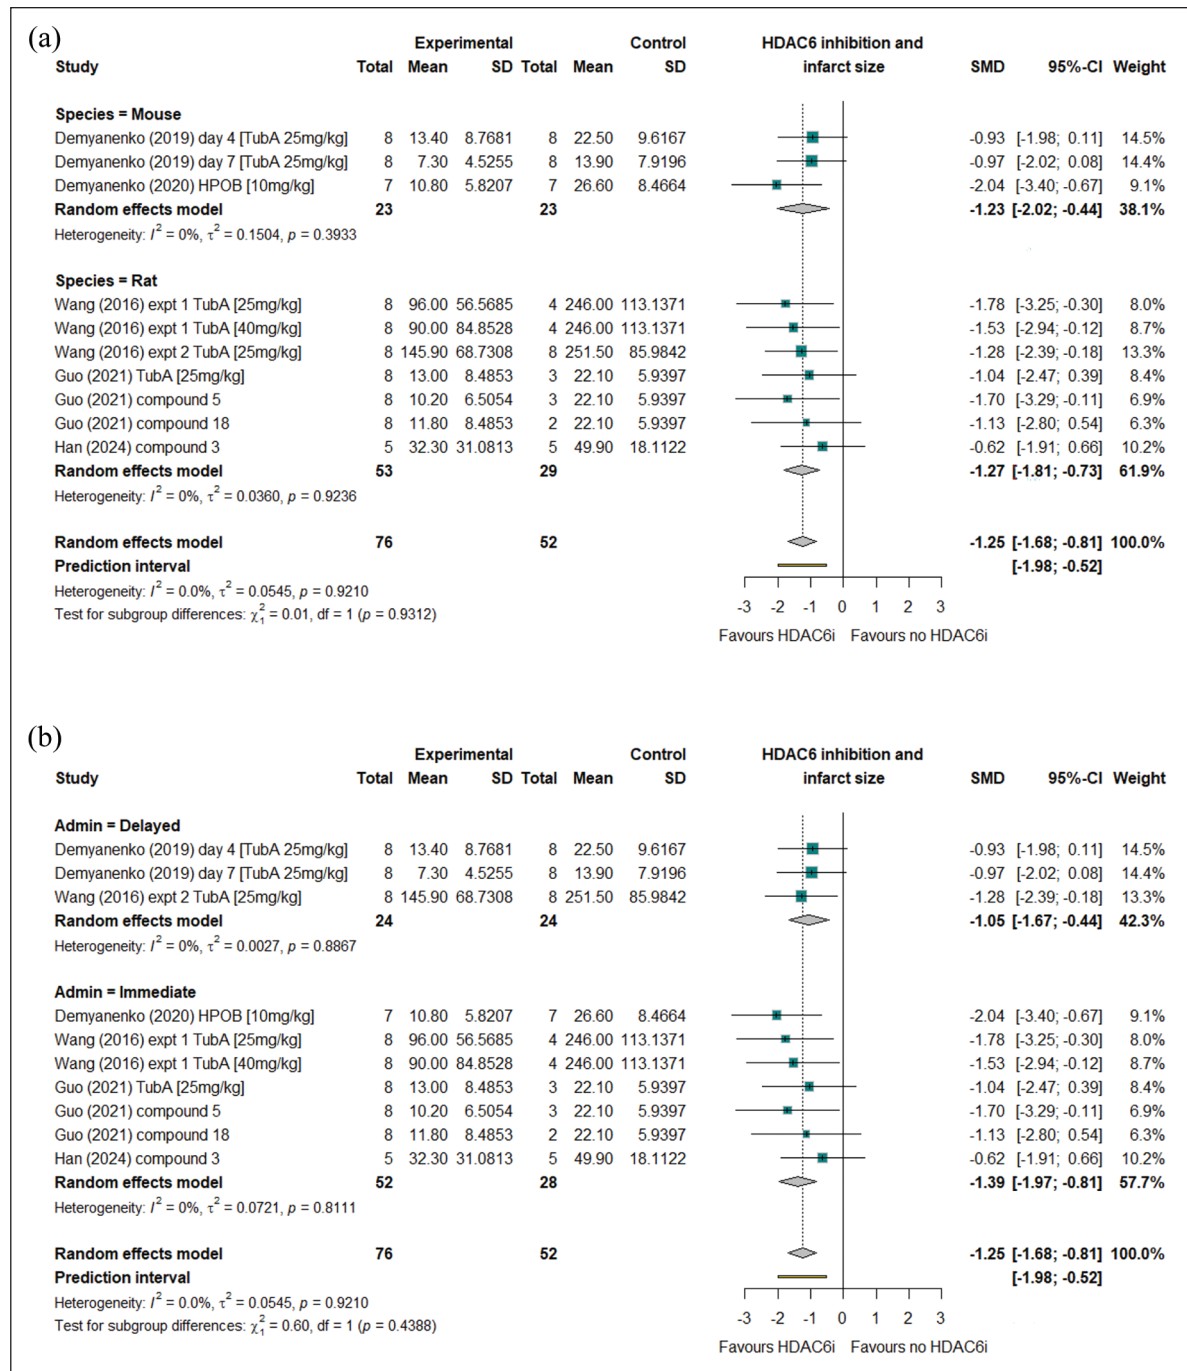 (a)
Experimental Control HDAC6 inhibition and
Study Total Mean SD Total Mean SD infarct size SMD 95%-CI Weight
Species = Mouse
Demyanenko (2019) day 4 [TubA 25mg/kg] 8 13.40 8.7681 8 22.50 9.6167 -0.93 [-1.98; 0.11] 14.5%
Demyanenko (2019) day 7 [TubA 25mg/kg] 8 7.30 4.5255 8 13.90 7.9196 -0.97 [-2.02; 0.08] 14.4%
Demyanenko (2020) HPOB [10mg/kg] 7 10.80 5.8207 7 26.60 8.4664 -2.04 [-3.40; -0.67] 9.1%
Random effects model 23 23 -1.23 [-2.02; -0.44] 38.1%
Heterogeneity: I² = 0%, τ² = 0.1504, p = 0.3933
Species = Rat
Wang (2016) expt 1 TubA [25mg/kg] 8 96.00 56.5685 4 246.00 113.1371 -1.78 [-3.25; -0.30] 8.0%
Wang (2016) expt 1 TubA [40mg/kg] 8 90.00 84.8528 4 246.00 113.1371 -1.53 [-2.94; -0.12] 8.7%
Wang (2016) expt 2 TubA [25mg/kg] 8 145.90 68.7308 8 251.50 85.9842 -1.28 [-2.39; -0.18] 13.3%
Guo (2021) TubA [25mg/kg] 8 13.00 8.4853 3 22.10 5.9397 -1.04 [-2.47; 0.39] 8.4%
Guo (2021) compound 5 8 10.20 6.5054 3 22.10 5.9397 -1.70 [-3.29; -0.11] 6.9%
Guo (2021) compound 18 8 11.80 8.4853 2 22.10 5.9397 -1.13 [-2.80; 0.54] 6.3%
Han (2024) compound 3 5 32.30 31.0813 5 49.90 18.1122 -0.62 [-1.91; 0.66] 10.2%
Random effects model 53 29 -1.27 [-1.81; -0.73] 61.9%
Heterogeneity: I² = 0%, τ² = 0.0360, p = 0.9236
Random effects model 76 52 -1.25 [-1.68; -0.81] 100.0%
Prediction interval [-1.98; -0.52]
Heterogeneity: I² = 0.0%, τ² = 0.0545, p = 0.9210
Test for subgroup differences: χ²₁ = 0.01, df = 1 (p = 0.9312)
-3 -2 -1 0 1 2 3
Favours HDAC6i Favours no HDAC6i
(b)
Experimental Control HDAC6 inhibition and
Study Total Mean SD Total Mean SD infarct size SMD 95%-CI Weight
Admin = Delayed
Demyanenko (2019) day 4 [TubA 25mg/kg] 8 13.40 8.7681 8 22.50 9.6167 -0.93 [-1.98; 0.11] 14.5%
Demyanenko (2019) day 7 [TubA 25mg/kg] 8 7.30 4.5255 8 13.90 7.9196 -0.97 [-2.02; 0.08] 14.4%
Wang (2016) expt 2 TubA [25mg/kg] 8 145.90 68.7308 8 251.50 85.9842 -1.28 [-2.39; -0.18] 13.3%
Random effects model 24 24 -1.05 [-1.67; -0.44] 42.3%
Heterogeneity: I² = 0%, τ² = 0.0027, p = 0.8867
Admin = Immediate
Demyanenko (2020) HPOB [10mg/kg] 7 10.80 5.8207 7 26.60 8.4664 -2.04 [-3.40; -0.67] 9.1%
Wang (2016) expt 1 TubA [25mg/kg] 8 96.00 56.5685 4 246.00 113.1371 -1.78 [-3.25; -0.30] 8.0%
Wang (2016) expt 1 TubA [40mg/kg] 8 90.00 84.8528 4 246.00 113.1371 -1.53 [-2.94; -0.12] 8.7%
Guo (2021) TubA [25mg/kg] 8 13.00 8.4853 3 22.10 5.9397 -1.04 [-2.47; 0.39] 8.4%
Guo (2021) compound 5 8 10.20 6.5054 3 22.10 5.9397 -1.70 [-3.29; -0.11] 6.9%
Guo (2021) compound 18 8 11.80 8.4853 2 22.10 5.9397 -1.13 [-2.80; 0.54] 6.3%
Han (2024) compound 3 5 32.30 31.0813 5 49.90 18.1122 -0.62 [-1.91; 0.66] 10.2%
Random effects model 52 28 -1.39 [-1.97; -0.81] 57.7%
Heterogeneity: I² = 0%, τ² = 0.0721, p = 0.8111
Random effects model 76 52 -1.25 [-1.68; -0.81] 100.0%
Prediction interval [-1.98; -0.52]
Heterogeneity: I² = 0.0%, τ² = 0.0545, p = 0.9210
Test for subgroup differences: χ²₁ = 0.60, df = 1 (p = 0.4388)
-3 -2 -1 0 1 2 3
Favours HDAC6i Favours no HDAC6i